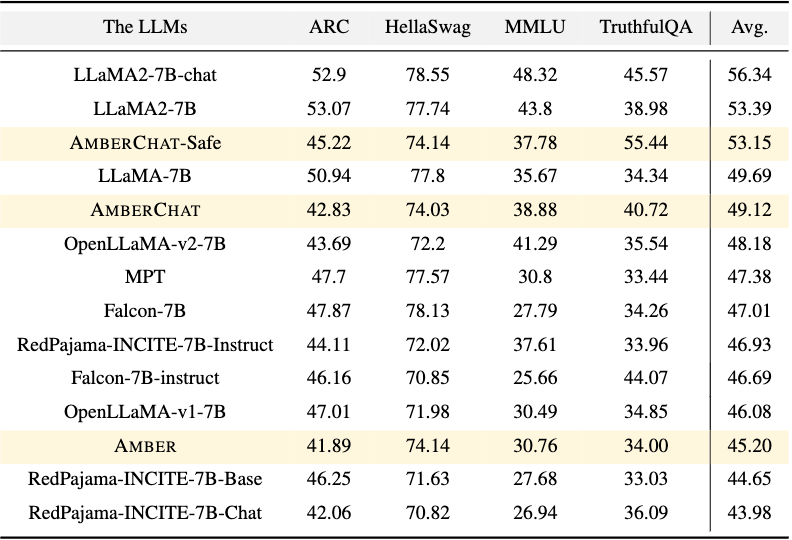 The LLMs ARC HellaSwag MMLU TruthfulQA Avg.
LLaMA2-7B-chat 52.9 78.55 48.32 45.57 56.34
LLaMA2-7B 53.07 77.74 43.8 38.98 53.39
AMBERCHAT-Safe 45.22 74.14 37.78 55.44 53.15
LLaMA-7B 50.94 77.8 35.67 34.34 49.69
AMBERCHAT 42.83 74.03 38.88 40.72 49.12
OpenLLaMA-v2-7B 43.69 72.2 41.29 35.54 48.18
MPT 47.7 77.57 30.8 33.44 47.38
Falcon-7B 47.87 78.13 27.79 34.26 47.01
RedPajama-INCITE-7B-Instruct 44.11 72.02 37.61 33.96 46.93
Falcon-7B-instruct 46.16 70.85 25.66 44.07 46.69
OpenLLaMA-v1-7B 47.01 71.98 30.49 34.85 46.08
AMBER 41.89 74.14 30.76 34.00 45.20
RedPajama-INCITE-7B-Base 46.25 71.63 27.68 33.03 44.65
RedPajama-INCITE-7B-Chat 42.06 70.82 26.94 36.09 43.98